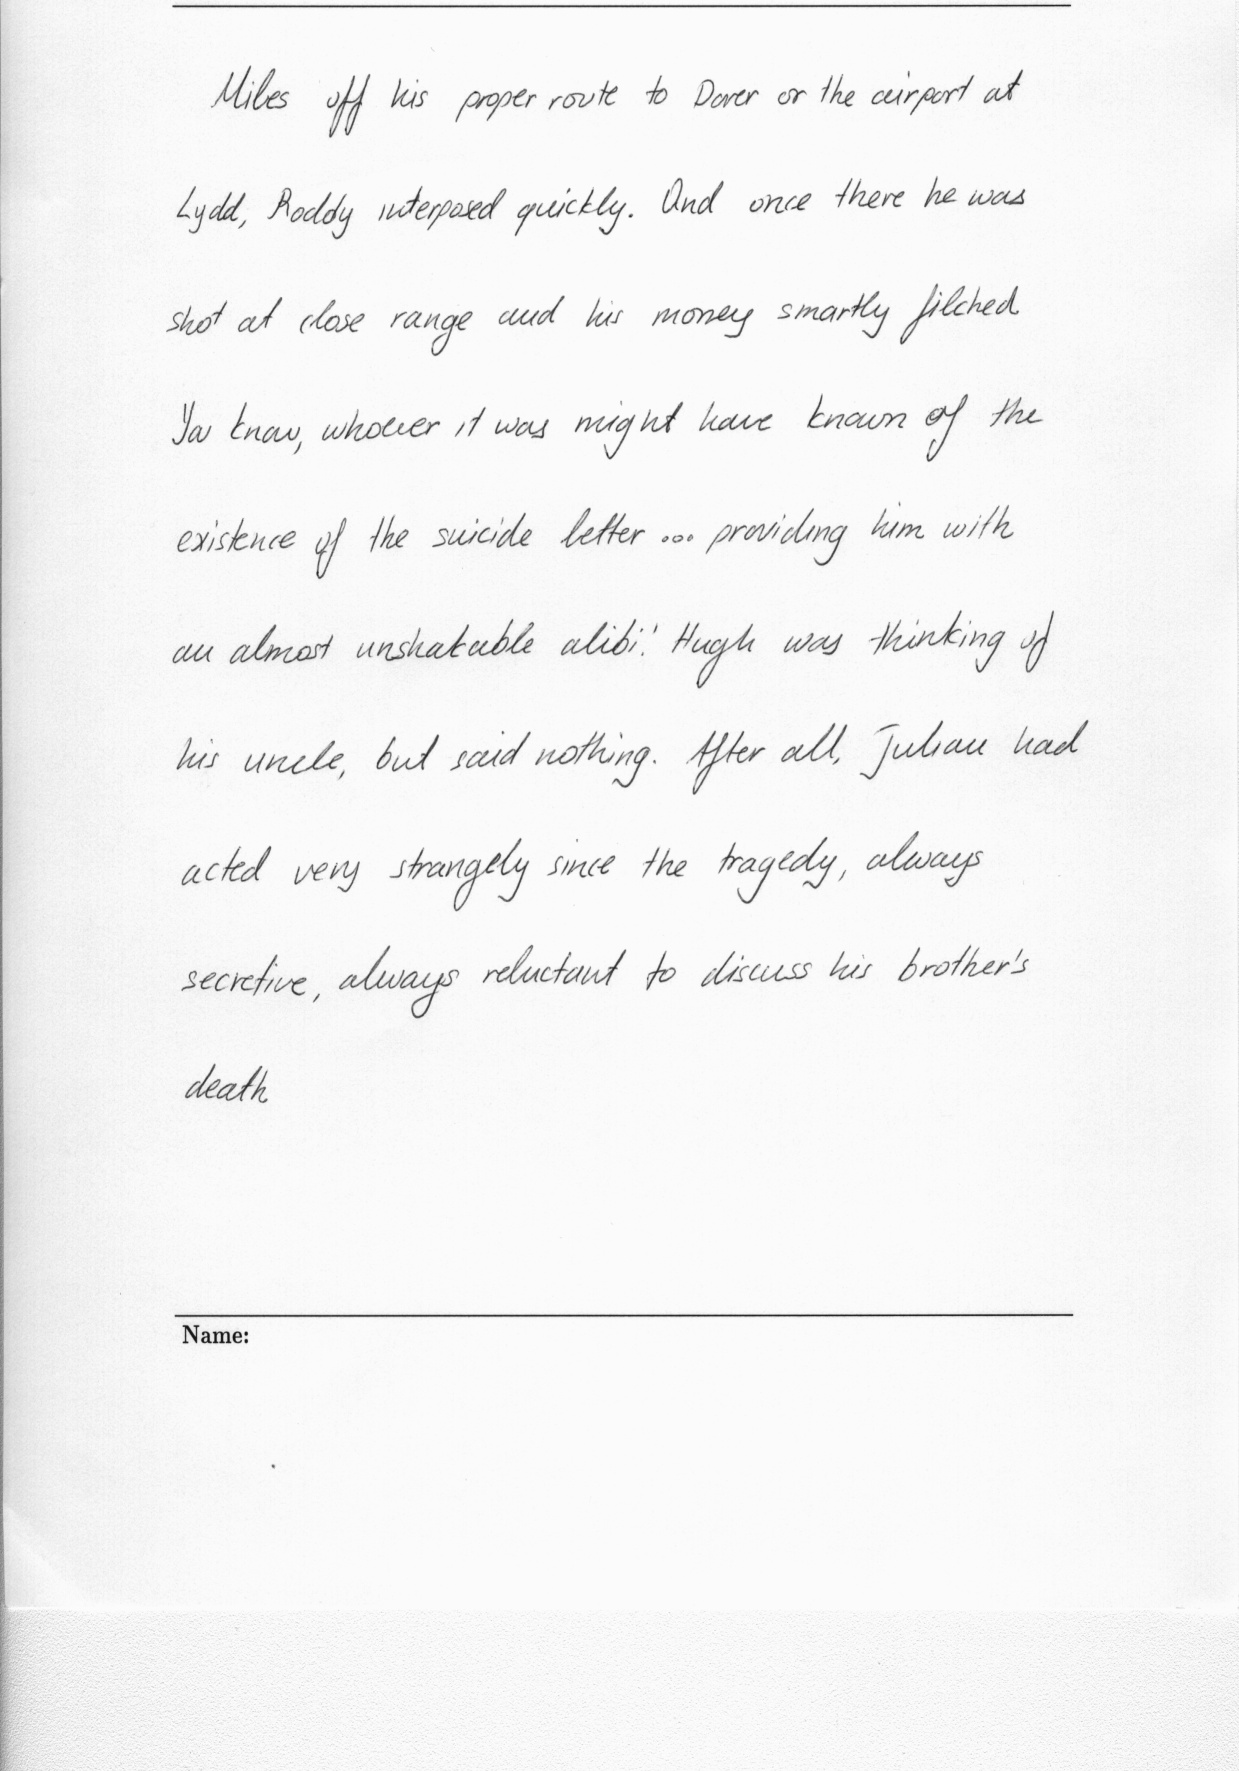 Miles off his proper route to Dover or the airport at
Lydd, Roddy interposed quickly. And once there he was
shot at close range and his money smartly filched
You know, whoever it was might have known of the
existence of the suicide letter ... providing him with
an almost unshakable alibi! Hugh was thinking of
his uncle, but said nothing. After all, Julian had
acted very strangely since the tragedy, always
secretive, always reluctant to discuss his brother's
death
Name: